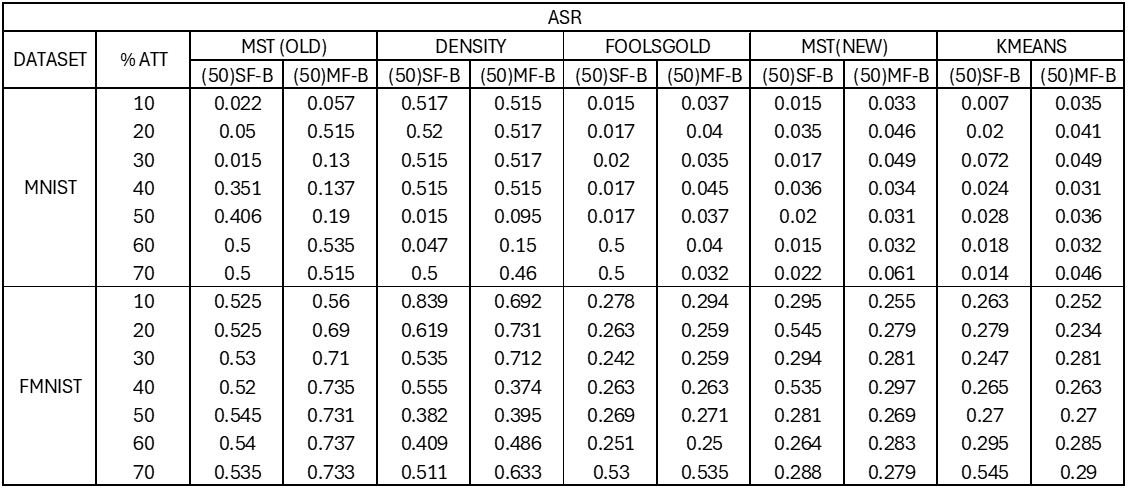 ASR
DATASET % ATT MST (OLD) DENSITY FOOLSGOLD MST(NEW) KMEANS
(50)SF-B (50)MF-B (50)SF-B (50)MF-B (50)SF-B (50)MF-B (50)SF-B (50)MF-B (50)SF-B (50)MF-B
MNIST
10 0.022 0.057 0.517 0.515 0.015 0.037 0.015 0.033 0.007 0.035
20 0.05 0.515 0.52 0.517 0.017 0.04 0.035 0.046 0.02 0.041
30 0.015 0.13 0.515 0.517 0.02 0.035 0.017 0.049 0.072 0.049
40 0.351 0.137 0.515 0.515 0.017 0.045 0.036 0.034 0.024 0.031
50 0.406 0.19 0.015 0.095 0.017 0.037 0.02 0.031 0.028 0.036
60 0.5 0.535 0.047 0.15 0.5 0.04 0.015 0.032 0.018 0.032
70 0.5 0.515 0.5 0.46 0.5 0.032 0.022 0.061 0.014 0.046
FMNIST
10 0.525 0.56 0.839 0.692 0.278 0.294 0.295 0.255 0.263 0.252
20 0.525 0.69 0.619 0.731 0.263 0.259 0.545 0.279 0.279 0.234
30 0.53 0.71 0.535 0.712 0.242 0.259 0.294 0.281 0.247 0.281
40 0.52 0.735 0.555 0.374 0.263 0.263 0.535 0.297 0.265 0.263
50 0.545 0.731 0.382 0.395 0.269 0.271 0.281 0.269 0.27 0.27
60 0.54 0.737 0.409 0.486 0.251 0.25 0.264 0.283 0.295 0.285
70 0.535 0.733 0.511 0.633 0.53 0.535 0.288 0.279 0.545 0.29